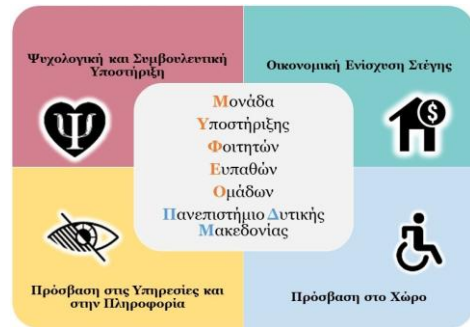 Ψυχολογική και Συμβουλευτική
Υποστήριξη
Οικονομική Ενίσχυση Στέγης
Ψ
$
Μονάδα
Υποστήριξης
Φοιτητών
Ευπαθών
Ομάδων
Πανεπιστήμιο Δυτικής
Μακεδονίας
Πρόσβαση στις Υπηρεσίες και
στην Πληροφορία
Πρόσβαση στο Χώρο